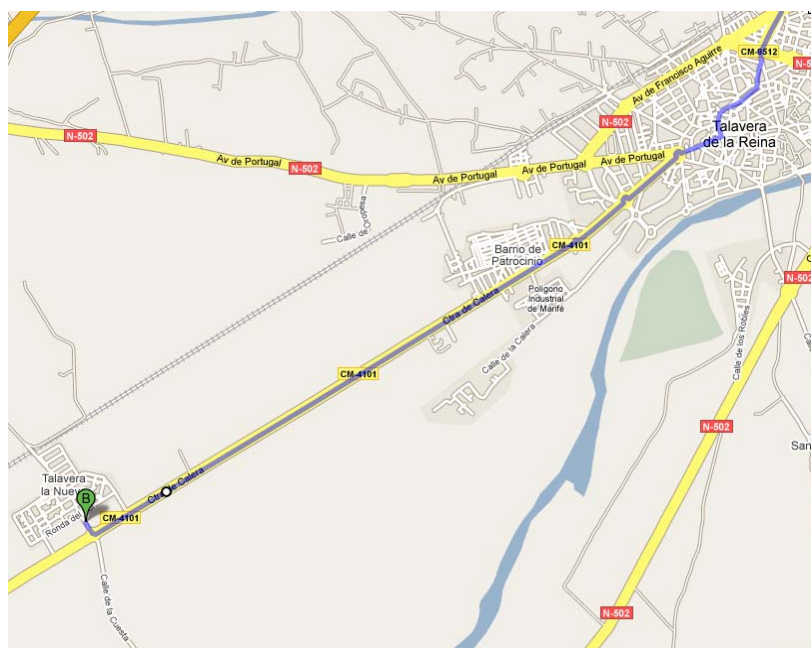 CM-9512
N-5
Av de Francisco Aguirre
N-502
Talavera
de la Reina
N-502
Av de Portugal
N-502
Av de Portugal
Av de Portugal
Av de Portugal
Calle de Oropesa
CM-4101
Barrio de
Patrocinio
N-502
Polígono
Industrial
de Marifé
Ctra de Calera
Calle de los Robles
Calle de la Calera
CM-4101
N-502
San
Talavera
la Nueva
Ctra de Calera
B
CM-4101
Ronda del
Calle de la Cuesta
N-502